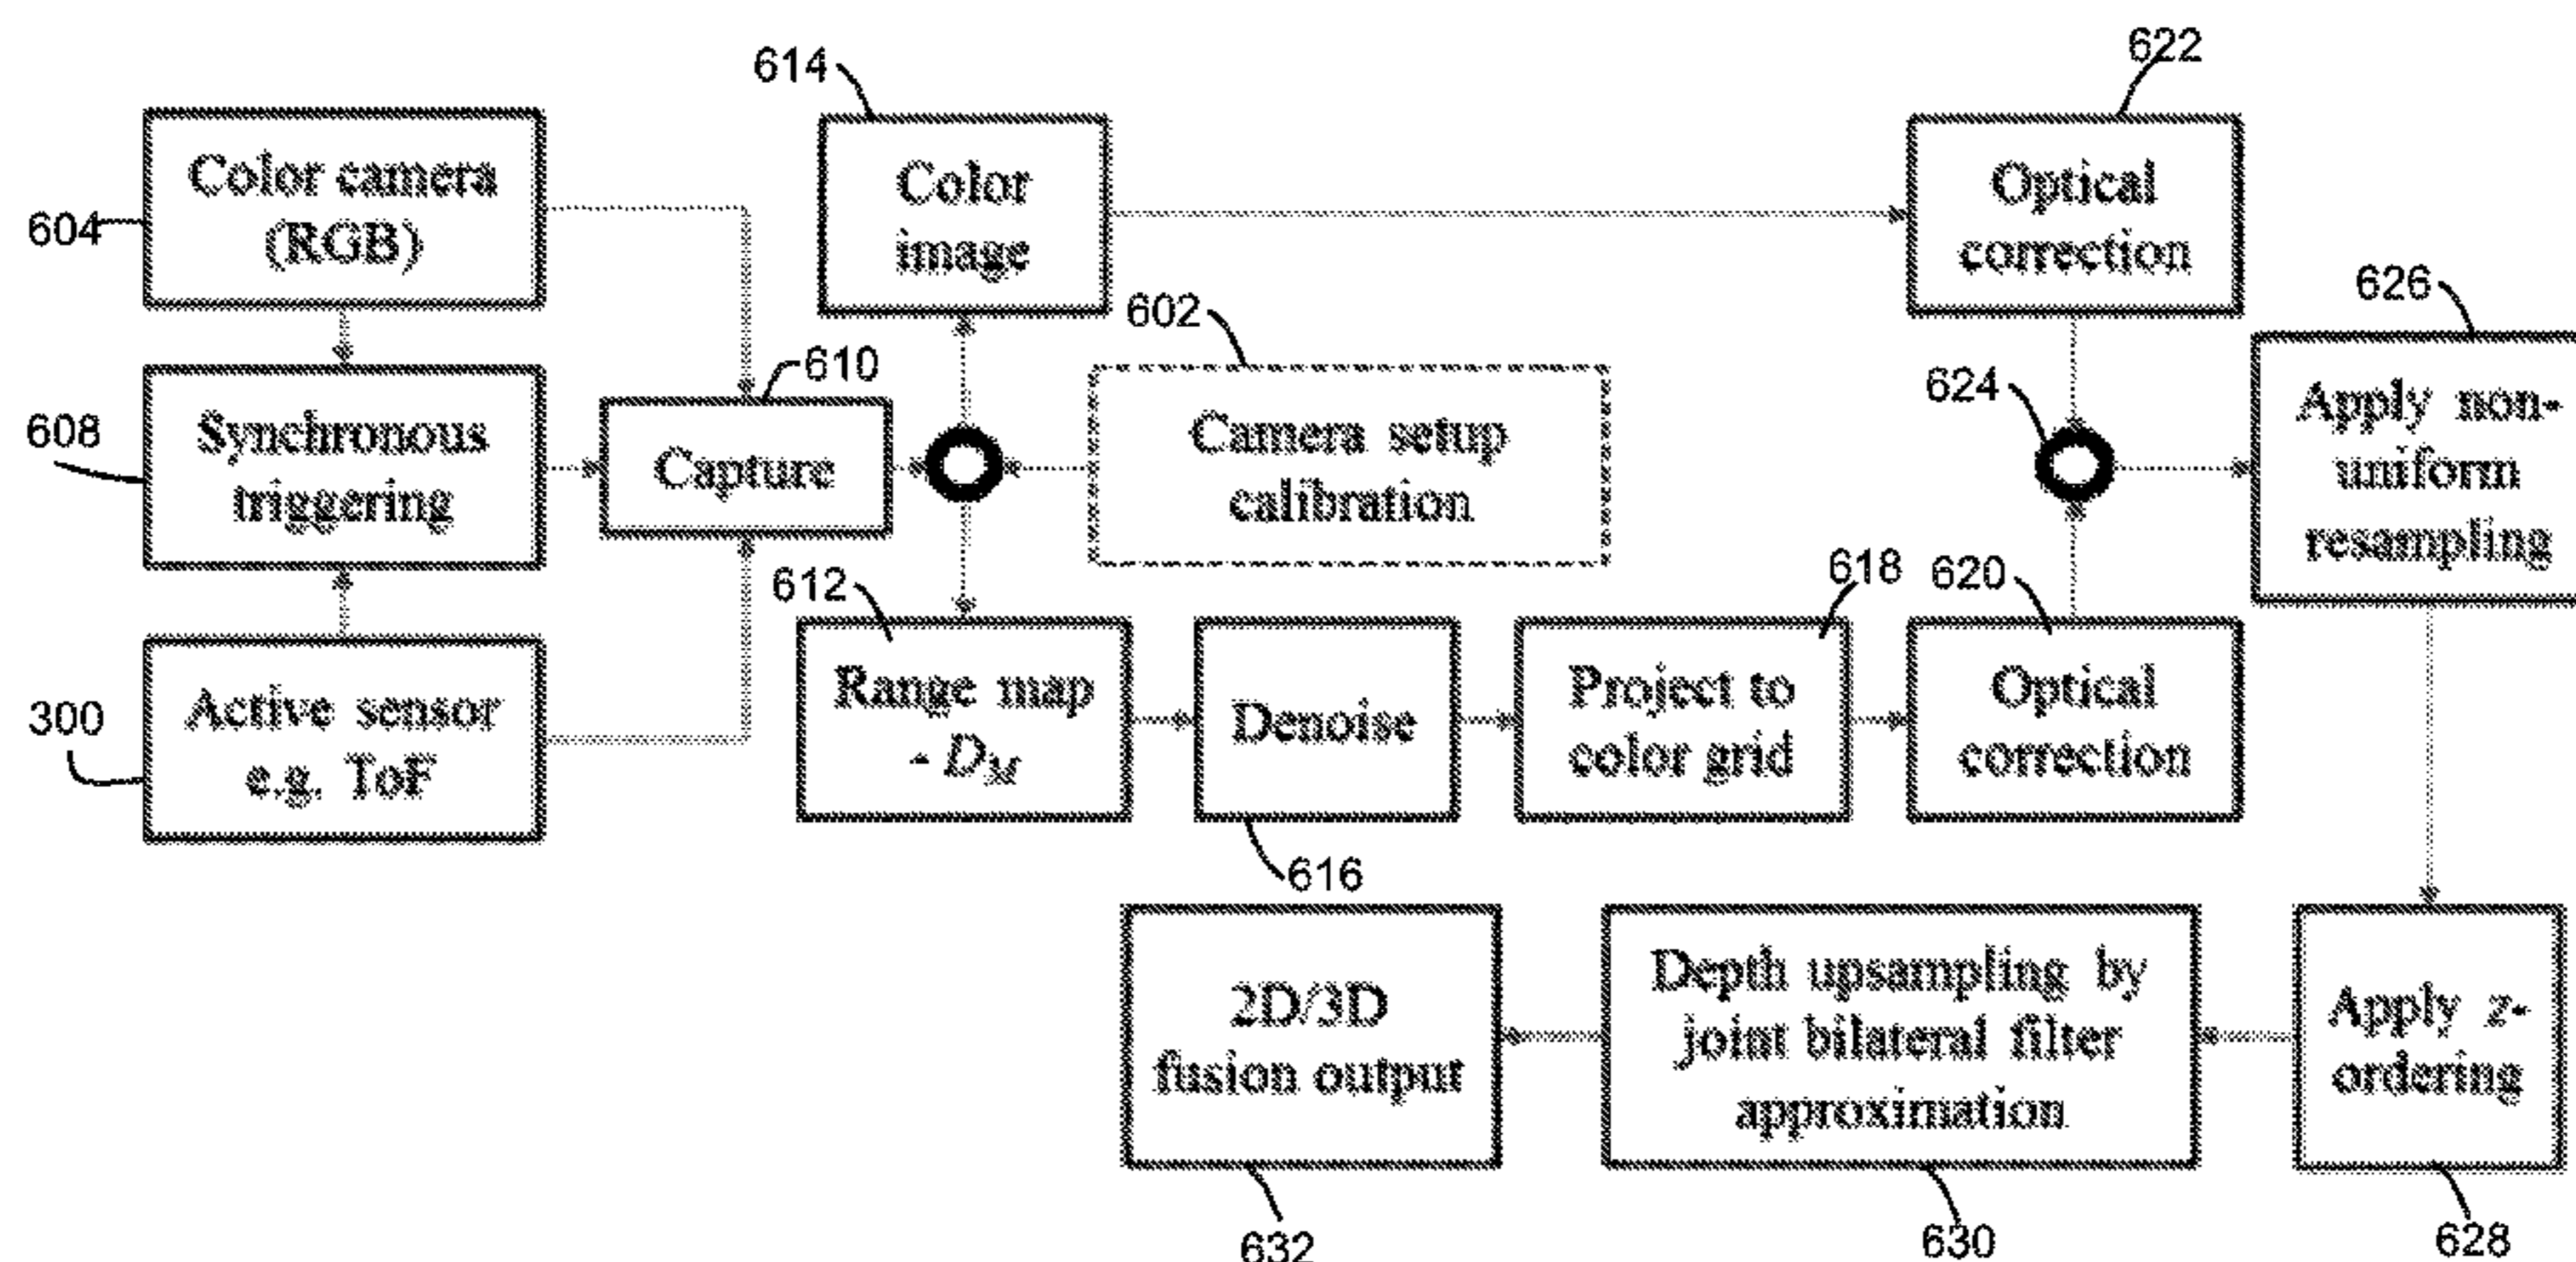 614
622
Color camera
(RGB)
604
Color
image
Optical
correction
602
626
610
624
Synchronous
triggering
608
Capture
Camera setup
calibration
Apply non-
uniform
resampling
612
618
620
Active sensor
e.g. ToF
300
Range map
- DM
Denoise
Project to
color grid
Optical
correction
616
2D/3D
fusion output
Depth upsampling by
joint bilateral filter
approximation
Apply z-
ordering
632
630
628